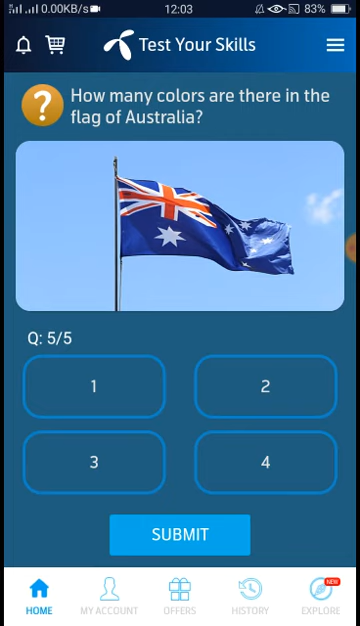 0.00KB/s 12:03 83%
Test Your Skills
How many colors are there in the
flag of Australia?
Q: 5/5
1 2
3 4
SUBMIT
NEW
HOME MY ACCOUNT OFFERS HISTORY EXPLORE